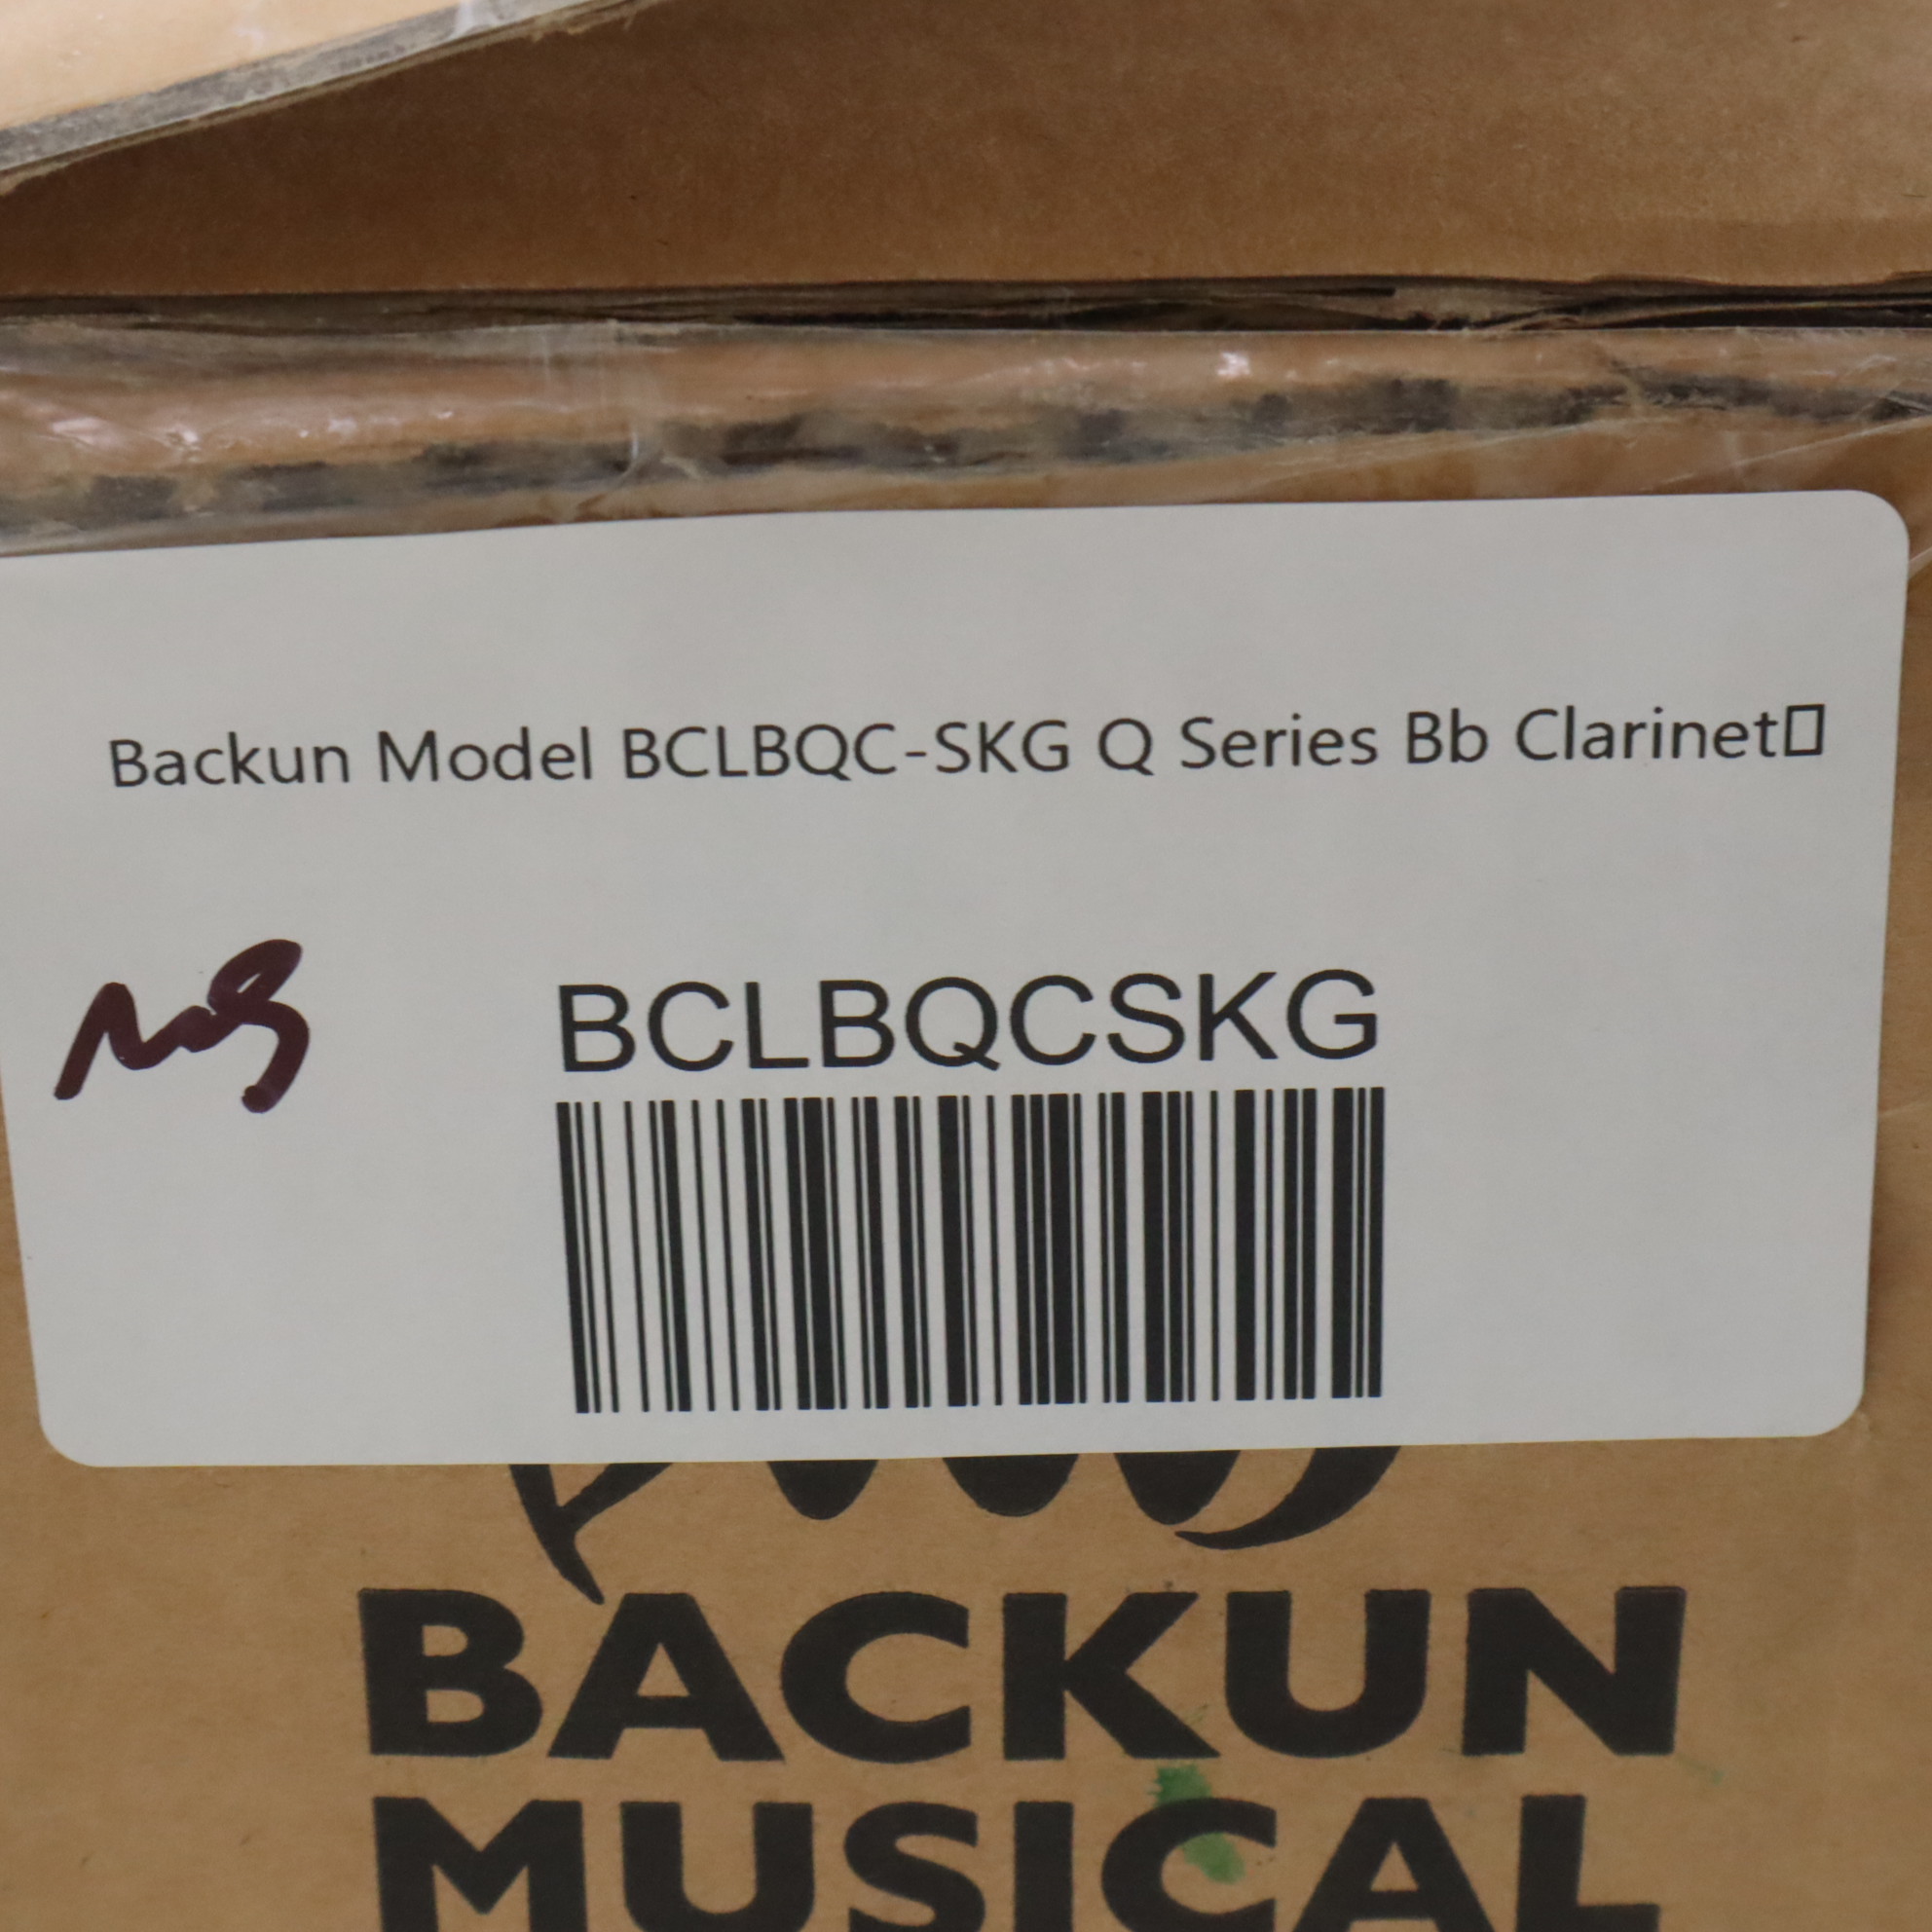 Backun Model BCLBQC-SKG Q Series Bb Clarinet▯
BCLBQCSKG
BACKUN
MUSICAL